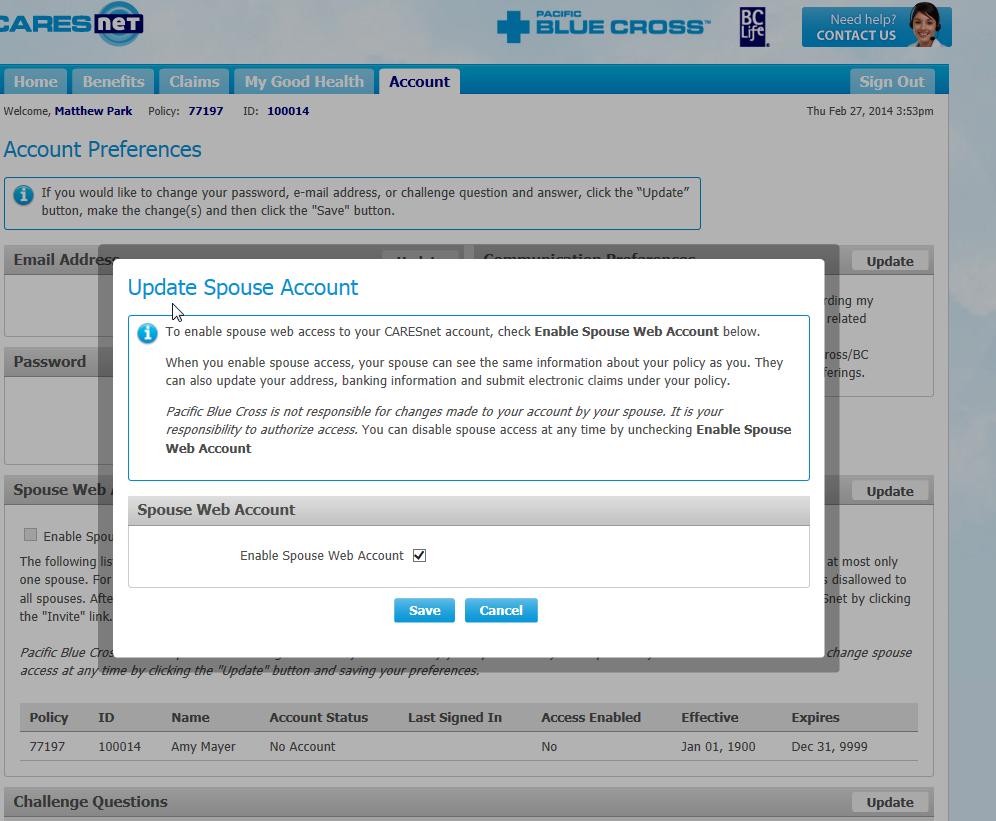 CARESnet
PACIFIC
BLUE CROSS™
BC
Life
Need help?
CONTACT US
Home Benefits Claims My Good Health Account Sign Out
Welcome, Matthew Park Policy: 77197 ID: 100014 Thu Feb 27, 2014 3:53pm
Account Preferences
If you would like to change your password, e-mail address, or challenge question and answer, click the “Update”
button, make the change(s) and then click the "Save" button.
Email Address Update Communication Preferences Update
rding my
related
ross/BC
ferings.
Password
Update Spouse Account
To enable spouse web access to your CARESnet account, check Enable Spouse Web Account below.
When you enable spouse access, your spouse can see the same information about your policy as you. They
can also update your address, banking information and submit electronic claims under your policy.
Pacific Blue Cross is not responsible for changes made to your account by your spouse. It is your
responsibility to authorize access. You can disable spouse access at any time by unchecking Enable Spouse
Web Account
Spouse Web Account
Enable Spouse Web Account
Save Cancel
Spouse Web Update
Enable Spou
The following lis at most only
one spouse. For s disallowed to
all spouses. Afte Snet by clicking
the "Invite" link.
Pacific Blue Cros change spouse
access at any time by clicking the "Update" button and saving your preferences.
Policy ID Name Account Status Last Signed In Access Enabled Effective Expires
77197 100014 Amy Mayer No Account No Jan 01, 1900 Dec 31, 9999
Challenge Questions Update